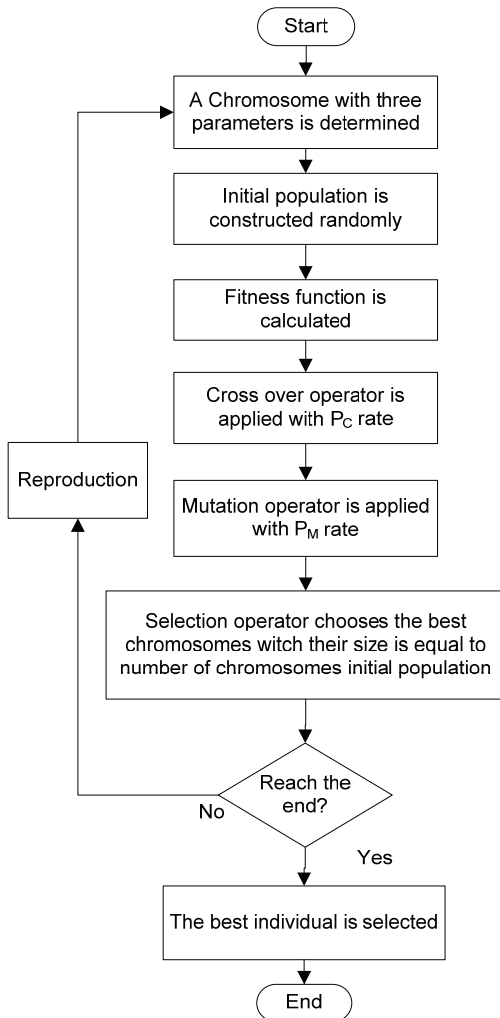 Start
A Chromosome with three
parameters is determined
Initial population is
constructed randomly
Fitness function is
calculated
Cross over operator is
applied with PC rate
Reproduction
Mutation operator is applied
with PM rate
Selection operator chooses the best
chromosomes witch their size is equal to
number of chromosomes initial population
Reach the
end?
No
Yes
The best individual is selected
End